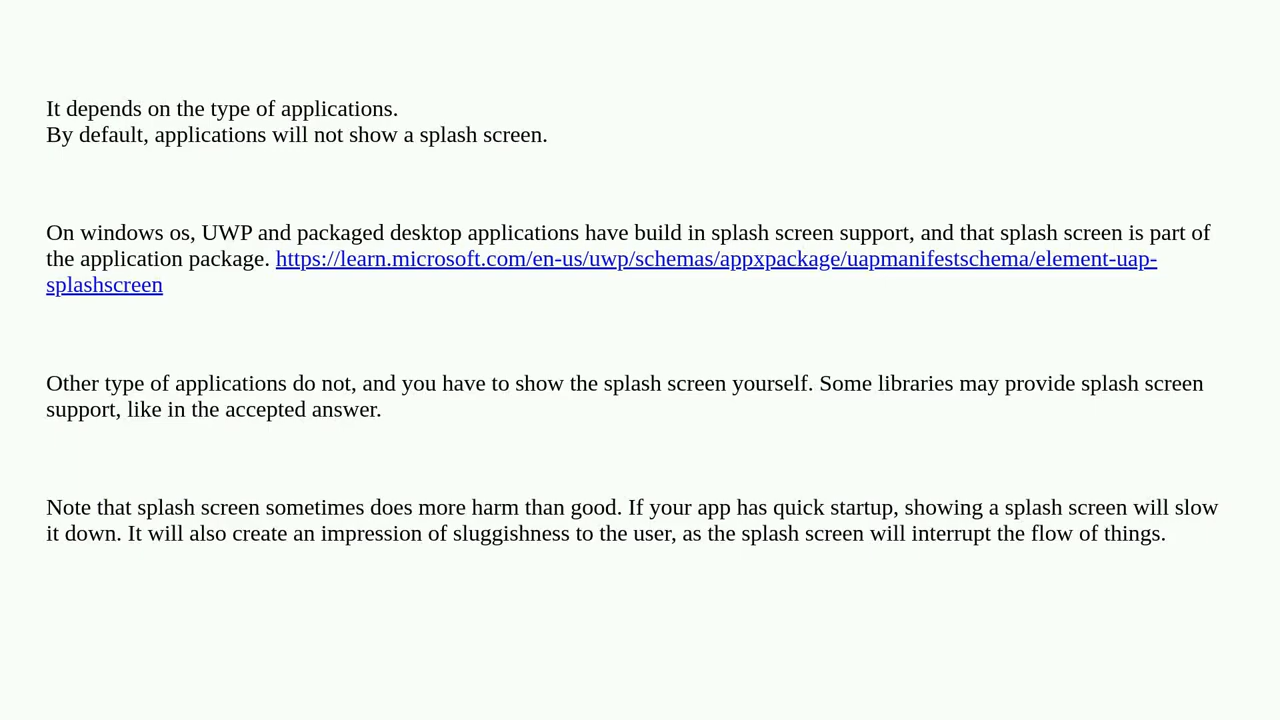 It depends on the type of applications.
By default, applications will not show a splash screen.
On windows os, UWP and packaged desktop applications have build in splash screen support, and that splash screen is part of
the application package. https://learn.microsoft.com/en-us/uwp/schemas/appxpackage/uapmanifestschema/element-uap-
splashscreen
Other type of applications do not, and you have to show the splash screen yourself. Some libraries may provide splash screen
support, like in the accepted answer.
Note that splash screen sometimes does more harm than good. If your app has quick startup, showing a splash screen will slow
it down. It will also create an impression of sluggishness to the user, as the splash screen will interrupt the flow of things.